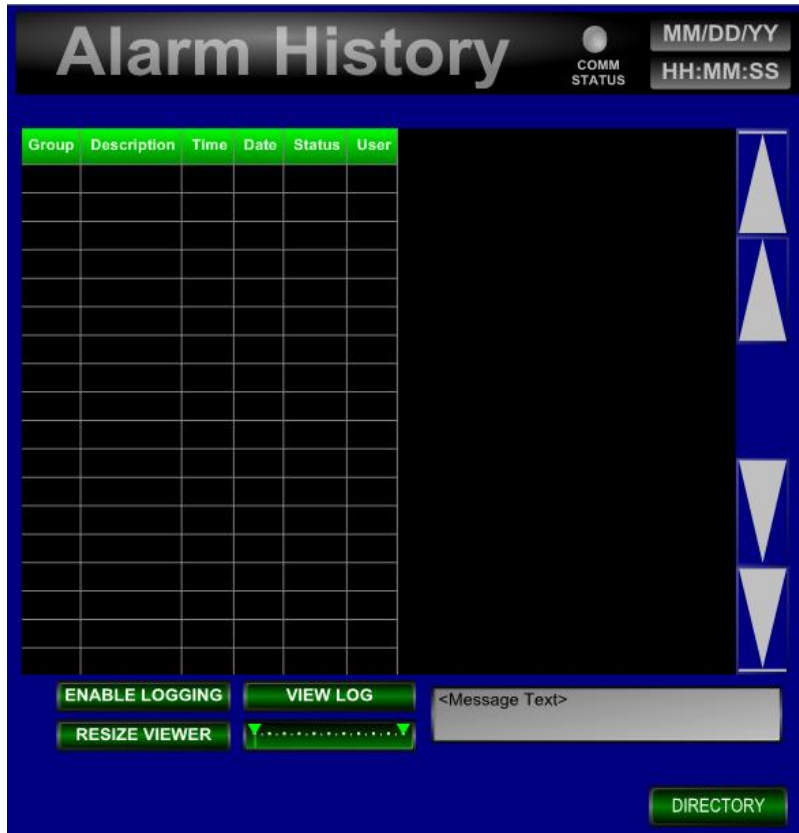 Alarm History
COMM
STATUS
MM/DD/YY
HH:MM:SS
Group Description Time Date Status User
ENABLE LOGGING
VIEW LOG
<Message Text>
RESIZE VIEWER
DIRECTORY